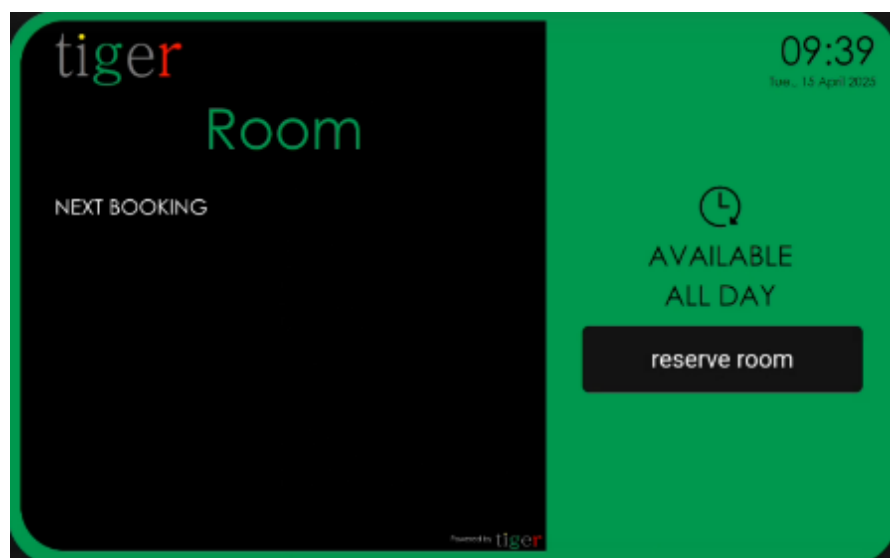 tiger
Room
NEXT BOOKING
Powered by tiger
09:39
Tue., 15 April 2025
AVAILABLE
ALL DAY
reserve room